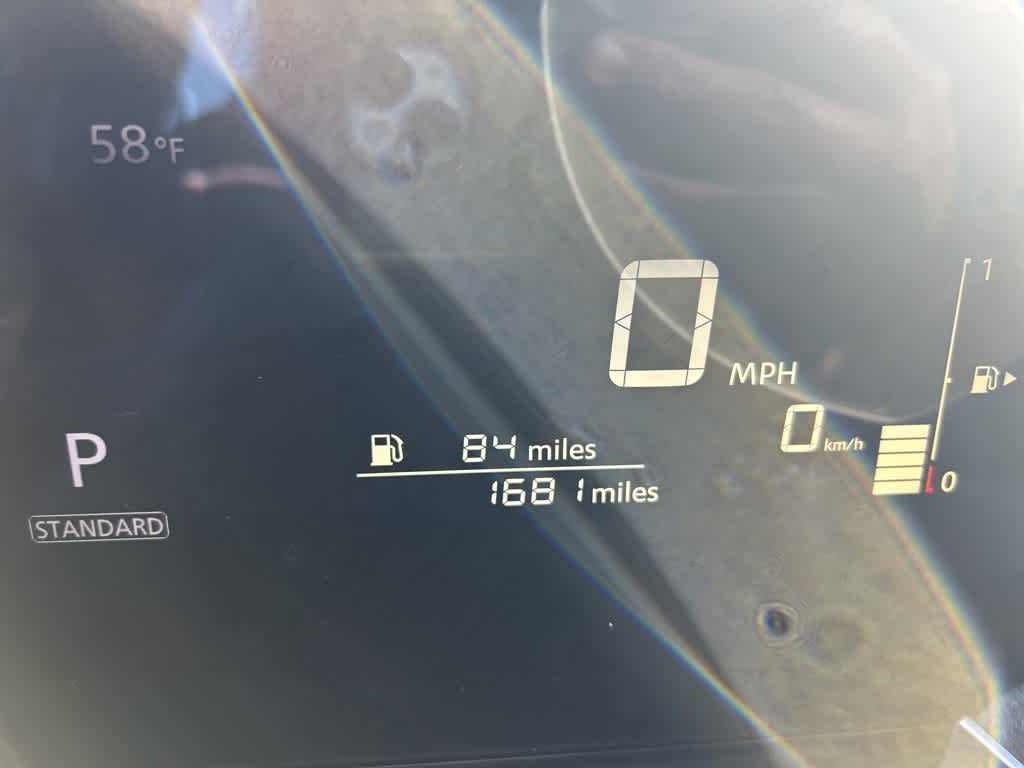 58°F
1
0 MPH
0 km/h
P
84 miles
0
1681 miles
STANDARD